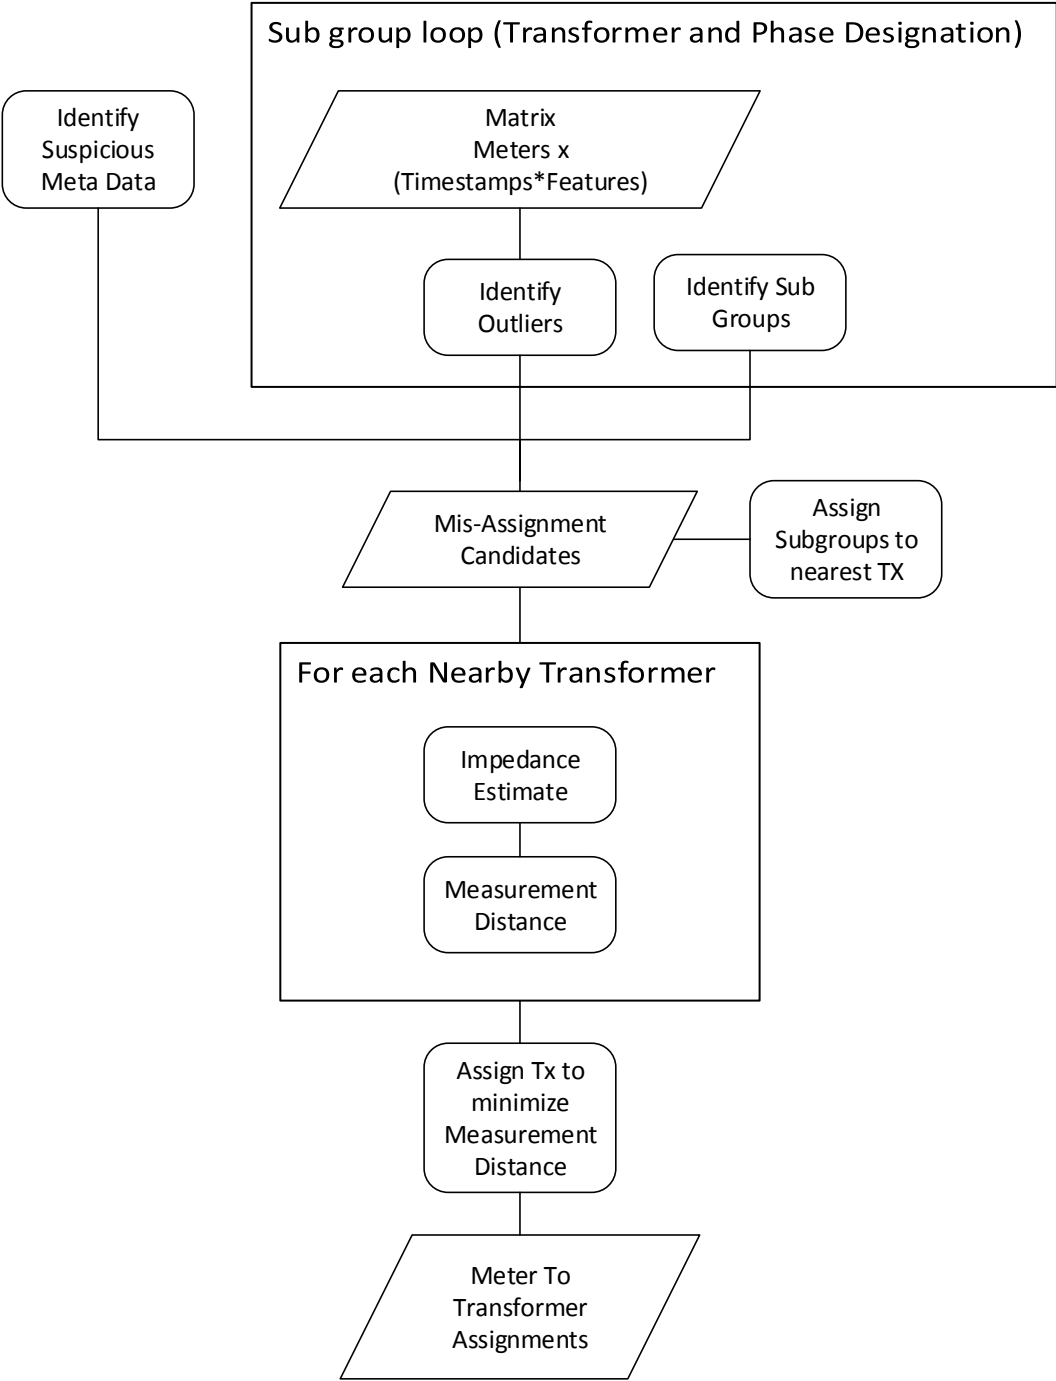 Sub group loop (Transformer and Phase Designation)
Identify
Suspicious
Meta Data
Matrix
Meters x
(Timestamps*Features)
Identify
Outliers
Identify Sub
Groups
Mis-Assignment
Candidates
Assign
Subgroups to
nearest TX
For each Nearby Transformer
Impedance
Estimate
Measurement
Distance
Assign Tx to
minimize
Measurement
Distance
Meter To
Transformer
Assignments